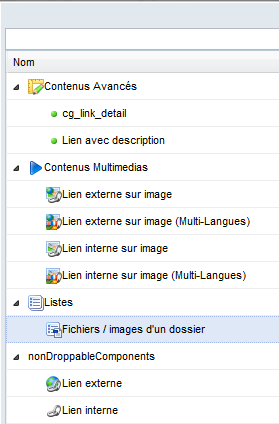 Nom
Contenus Avancés
cg_link_detail
Lien avec description
Contenus Multimedias
Lien externe sur image
Lien externe sur image (Multi-Langues)
Lien interne sur image
Lien interne sur image (Multi-Langues)
Listes
Fichiers / images d'un dossier
nonDroppableComponents
Lien externe
Lien interne